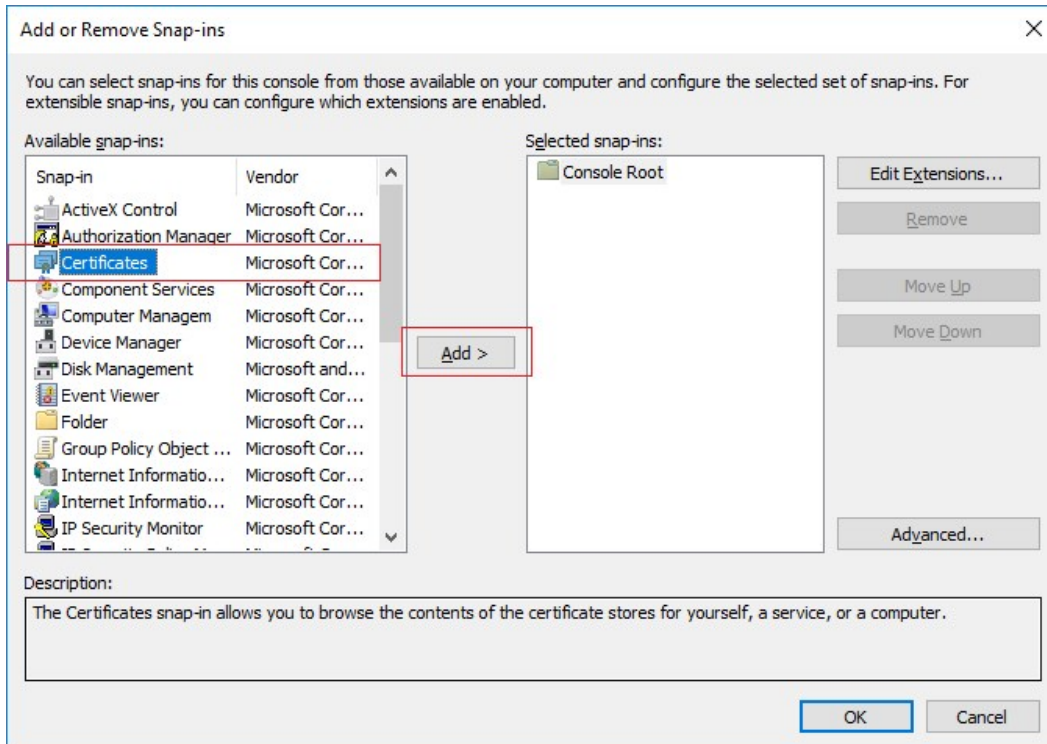 Add or Remove Snap-ins
You can select snap-ins for this console from those available on your computer and configure the selected set of snap-ins. For
extensible snap-ins, you can configure which extensions are enabled.
Available snap-ins:
Snap-in Vendor
ActiveX Control Microsoft Cor...
Authorization Manager Microsoft Cor...
Certificates Microsoft Cor...
Component Services Microsoft Cor...
Computer Managem Microsoft Cor...
Device Manager Microsoft Cor...
Disk Management Microsoft and...
Event Viewer Microsoft Cor...
Folder Microsoft Cor...
Group Policy Object ... Microsoft Cor...
Internet Informatio... Microsoft Cor...
Internet Informatio... Microsoft Cor...
IP Security Monitor Microsoft Cor...
Add >
Selected snap-ins:
Console Root
Edit Extensions...
Remove
Move Up
Move Down
Advanced...
Description:
The Certificates snap-in allows you to browse the contents of the certificate stores for yourself, a service, or a computer.
OK
Cancel